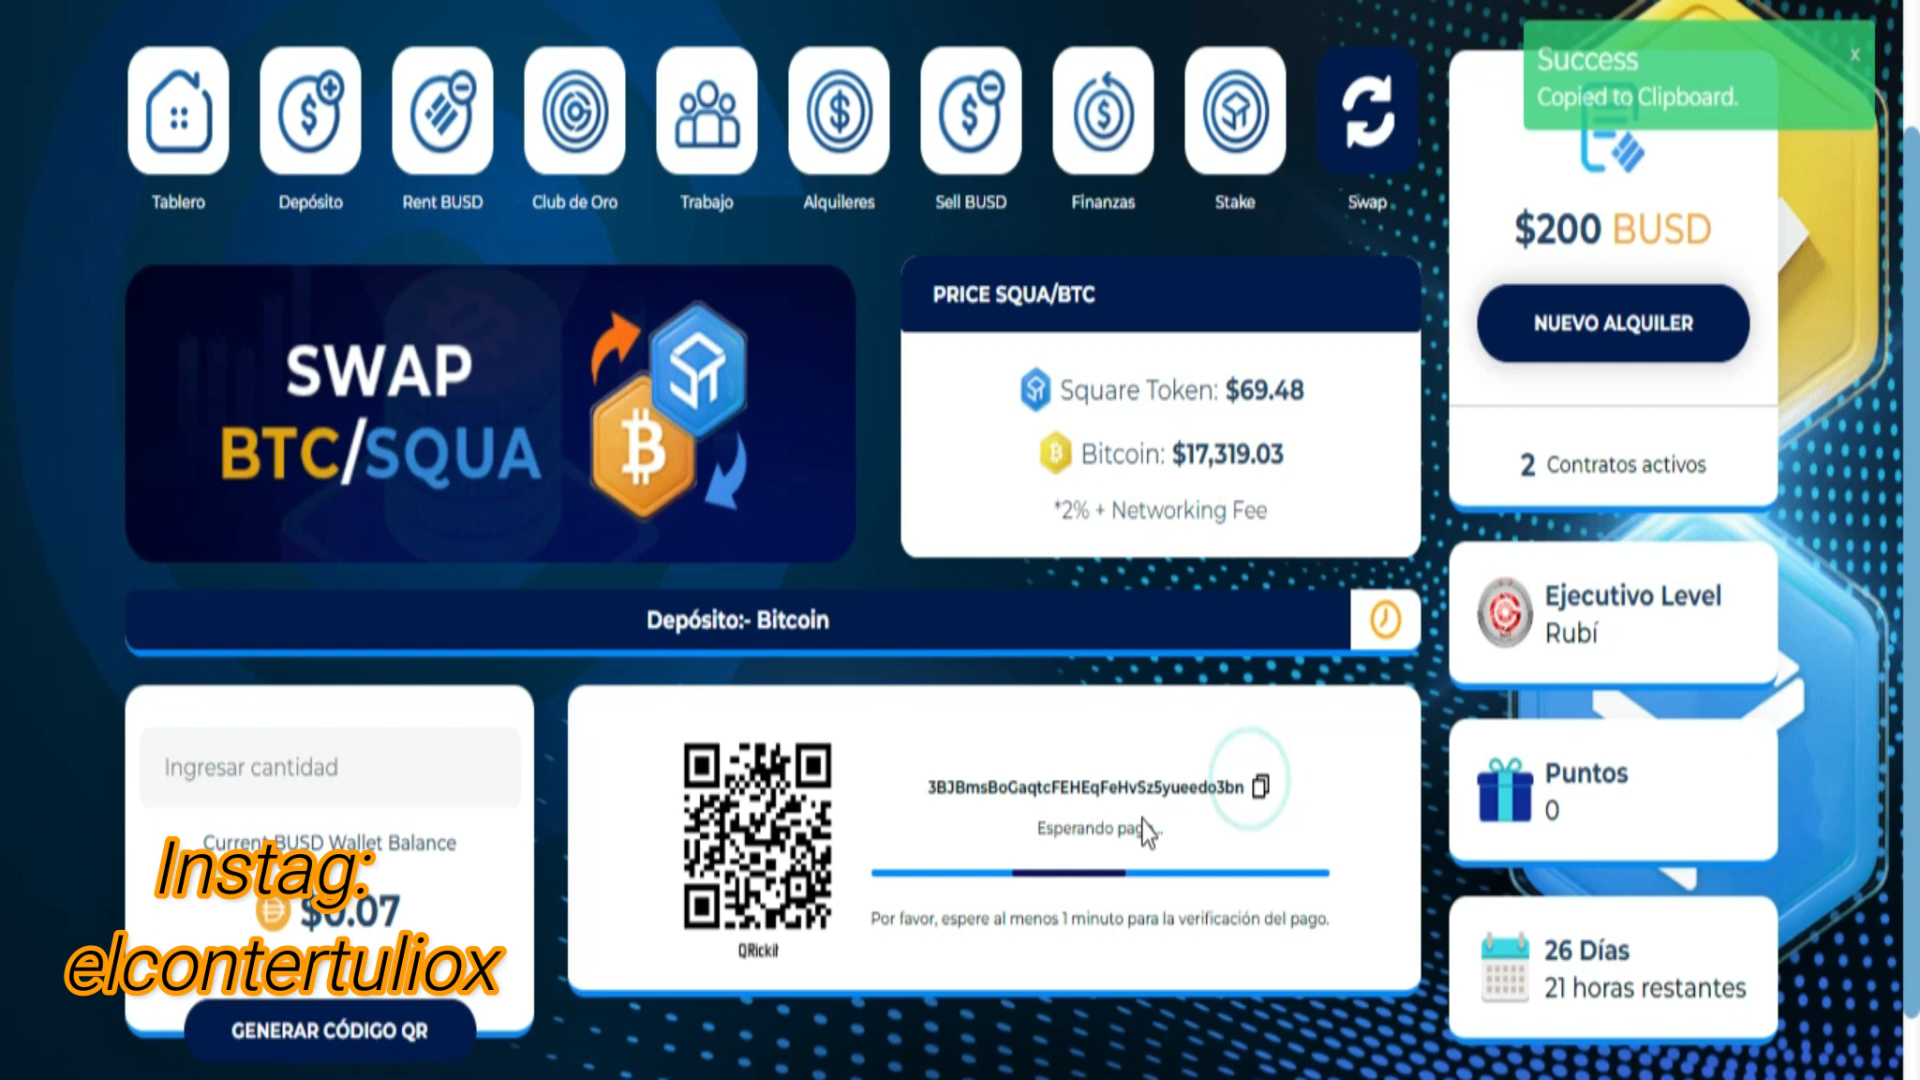 Success
x
Copied to Clipboard.
Tablero
Depósito
Rent BUSD
Club de Oro
Trabajo
Alquileres
Sell BUSD
Finanzas
Stake
Swap
$200 BUSD
NUEVO ALQUILER
2 Contratos activos
SWAP
BTC/SQUA
PRICE SQUA/BTC
Square Token: $69.48
Bitcoin: $17,319.03
*2% + Networking Fee
Depósito:- Bitcoin
Ejecutivo Level
Rubí
Ingresar cantidad
Current BUSD Wallet Balance
$0.07
Instag:
elcontertuliox
GENERAR CÓDIGO QR
QRickit
3BJBmsBoGaqtcFEHEqFeHvSz5yueedo3bn
Esperando
Por favor, espere al menos 1 minuto para la verificación del pago.
Puntos
0
26 Días
21 horas restantes